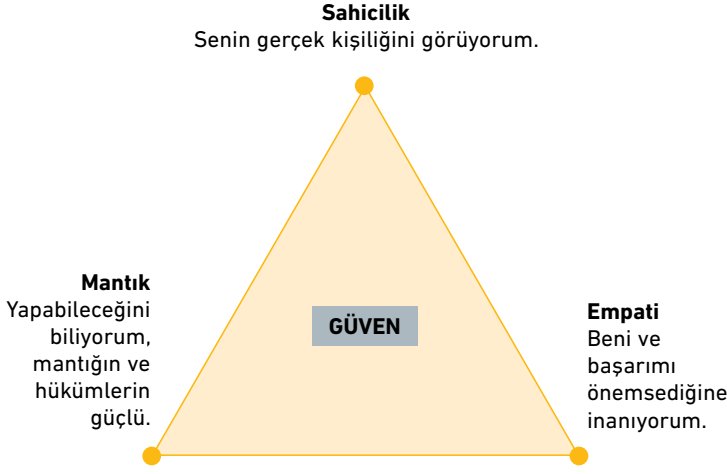 Sahicilik
Senin gerçek kişiliğini görüyorum.
Mantık
Yapabileceğini
biliyorum,
mantığın ve
hükümlerin
güçlü.
GÜVEN
Empati
Beni ve
başarımı
önemsediğine
inanıyorum.